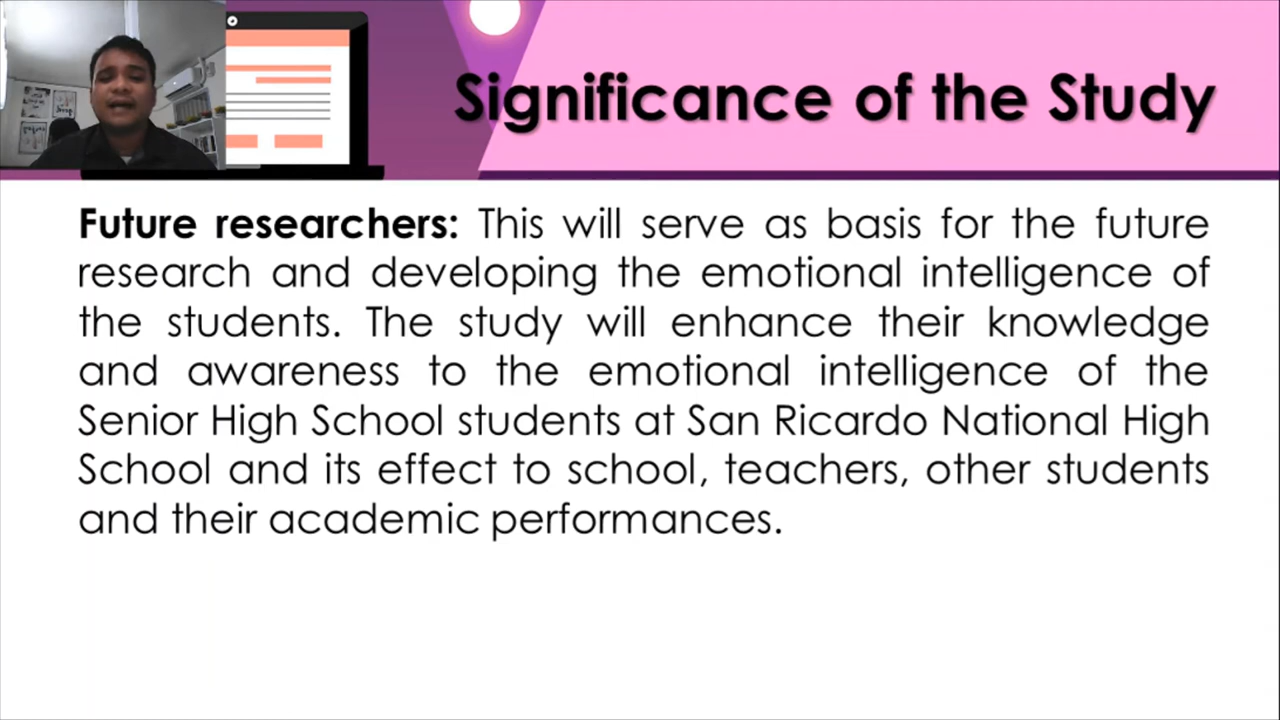 Significance of the Study
Future researchers: This will serve as basis for the future
research and developing the emotional intelligence of
the students. The study will enhance their knowledge
and awareness to the emotional intelligence of the
Senior High School students at San Ricardo National High
School and its effect to school, teachers, other students
and their academic performances.